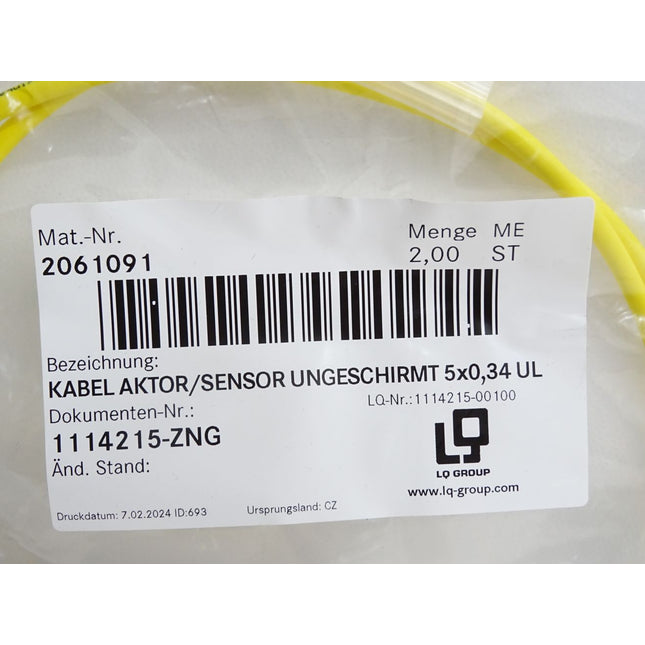 Mat.-Nr.
2061091
Menge ME
2,00 ST
Bezeichnung:
KABEL AKTOR/SENSOR UNGESCHIRMT 5x0,34 UL
Dokumenten-Nr.:
LQ-Nr.:1114215-00100
1114215-ZNG
Änd. Stand:
LQ
LQ GROUP
www.lq-group.com
Druckdatum: 7.02.2024 ID:693
Ursprungsland: CZ